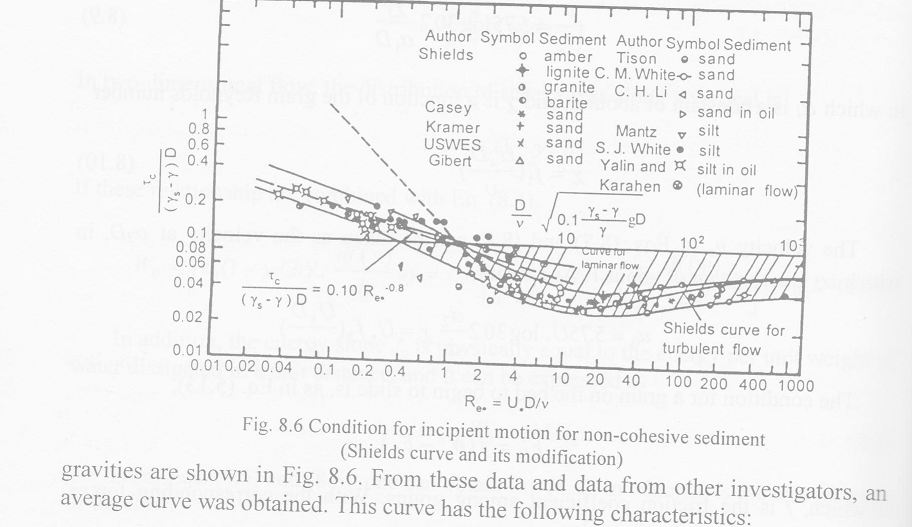 Author Symbol Sediment Author Symbol Sediment
Shields amber Tison sand
lignite C. M. White sand
granite C. H. Li sand
barite sand in oil
Casey sand
Kramer sand Mantz silt
USWES sand S. J. White silt
Gibert sand Yalin and silt in oil
Karahen (laminar flow)
τc / (γs - γ) D
1
0.8
0.6
0.4
0.2
0.1
0.08
0.06
0.04
0.02
0.01
D/ν √ 0.1 γs - γ / γ gD
10 10² 10³
Curve for
laminar flow
τc / (γs - γ) D = 0.10 Re*^-0.8
Shields curve for
turbulent flow
0.01 0.02 0.04 0.1 0.2 0.4 1 2 4 6 10 20 40 100 200 400 1000
Re* = U*D/ν
Fig. 8.6 Condition for incipient motion for non-cohesive sediment
(Shields curve and its modification)
gravities are shown in Fig. 8.6. From these data and data from other investigators, an
average curve was obtained. This curve has the following characteristics: